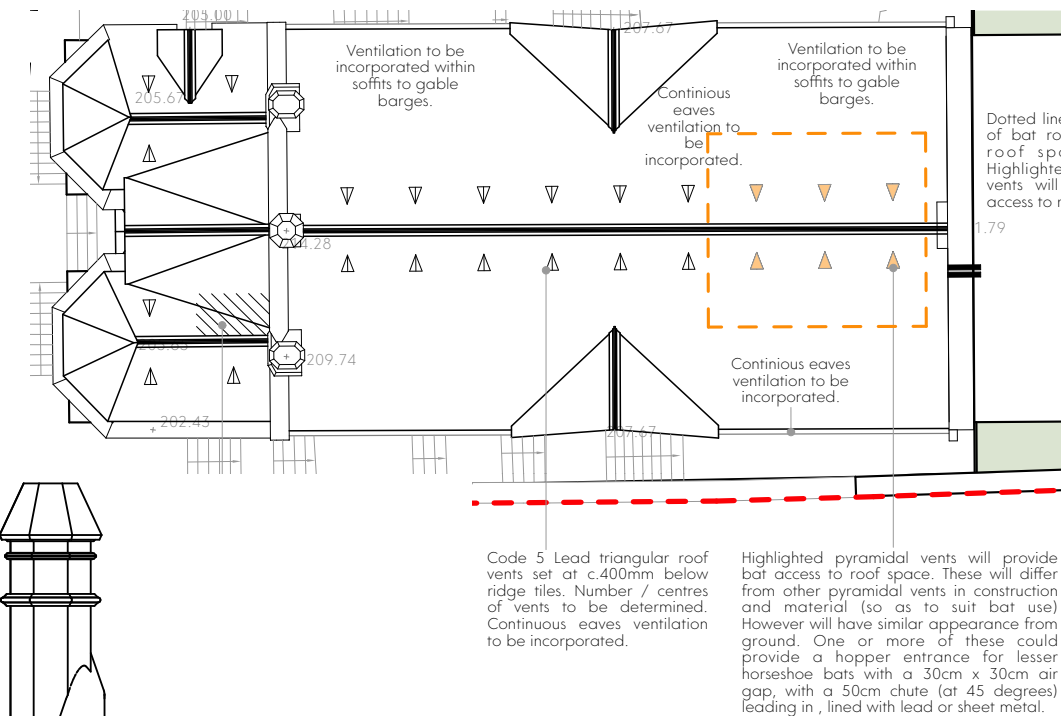 205.00
207.67
Ventilation to be
incorporated within
soffits to gable
barges.
Ventilation to be
incorporated within
soffits to gable
barges.
205.67
Continious
eaves
ventilation to
be
incorporated.
Dotted line
of bat ro
roof spa
Highlighte
vents will
access to r
4.28
1.79
209.74
202.43
207.67
Continious eaves
ventilation to be
incorporated.
Code 5 Lead triangular roof
vents set at c.400mm below
ridge tiles. Number / centres
of vents to be determined.
Continuous eaves ventilation
to be incorporated.
Highlighted pyramidal vents will provide
bat access to roof space. These will differ
from other pyramidal vents in construction
and material (so as to suit bat use)
However will have similar appearance from
ground. One or more of these could
provide a hopper entrance for lesser
horseshoe bats with a 30cm x 30cm air
gap, with a 50cm chute (at 45 degrees)
leading in , lined with lead or sheet metal.